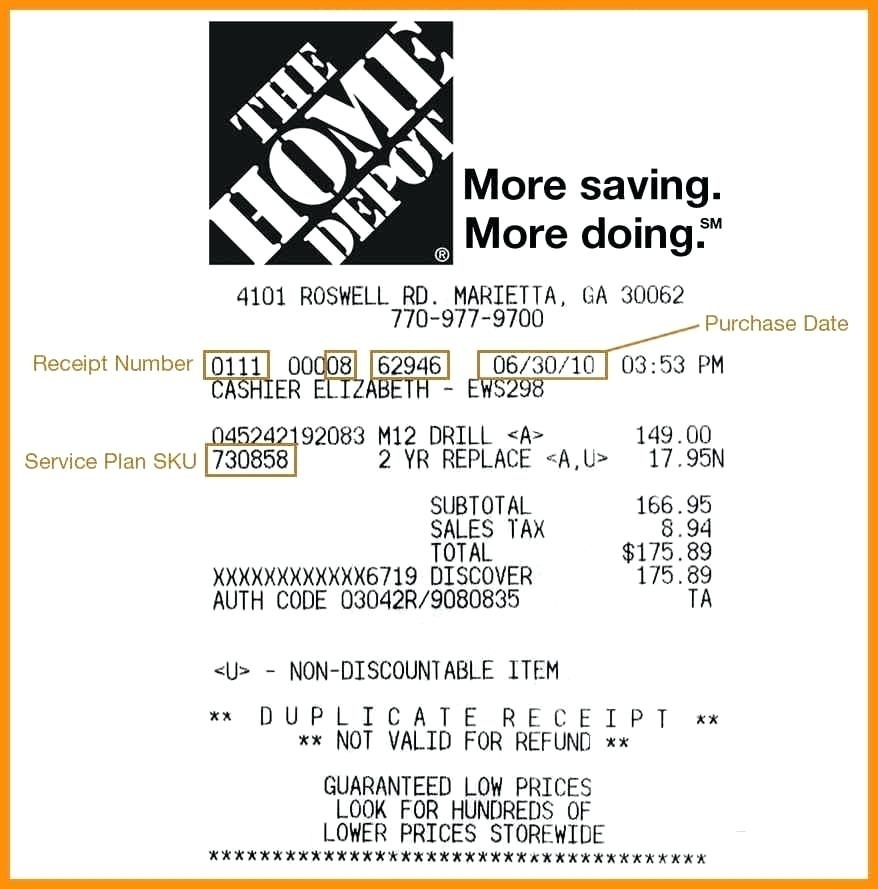 THE
HOME
DEPOT
®
More saving.
More doing.℠
4101 ROSWELL RD. MARIETTA, GA 30062
770-977-9700
Purchase Date
Receipt Number 0111 00008 62946 06/30/10 03:53 PM
CASHIER ELIZABETH - EWS298
045242192083 M12 DRILL <A> 149.00
Service Plan SKU 730858 2 YR REPLACE <A,U> 17.95N
SUBTOTAL 166.95
SALES TAX 8.94
TOTAL $175.89
XXXXXXXXXXXX6719 DISCOVER 175.89
AUTH CODE 03042R/9080835 TA
<U> - NON-DISCOUNTABLE ITEM
** DUPLICATE RECEIPT **
** NOT VALID FOR REFUND **
GUARANTEED LOW PRICES
LOOK FOR HUNDREDS OF
LOWER PRICES STOREWIDE
******************************************